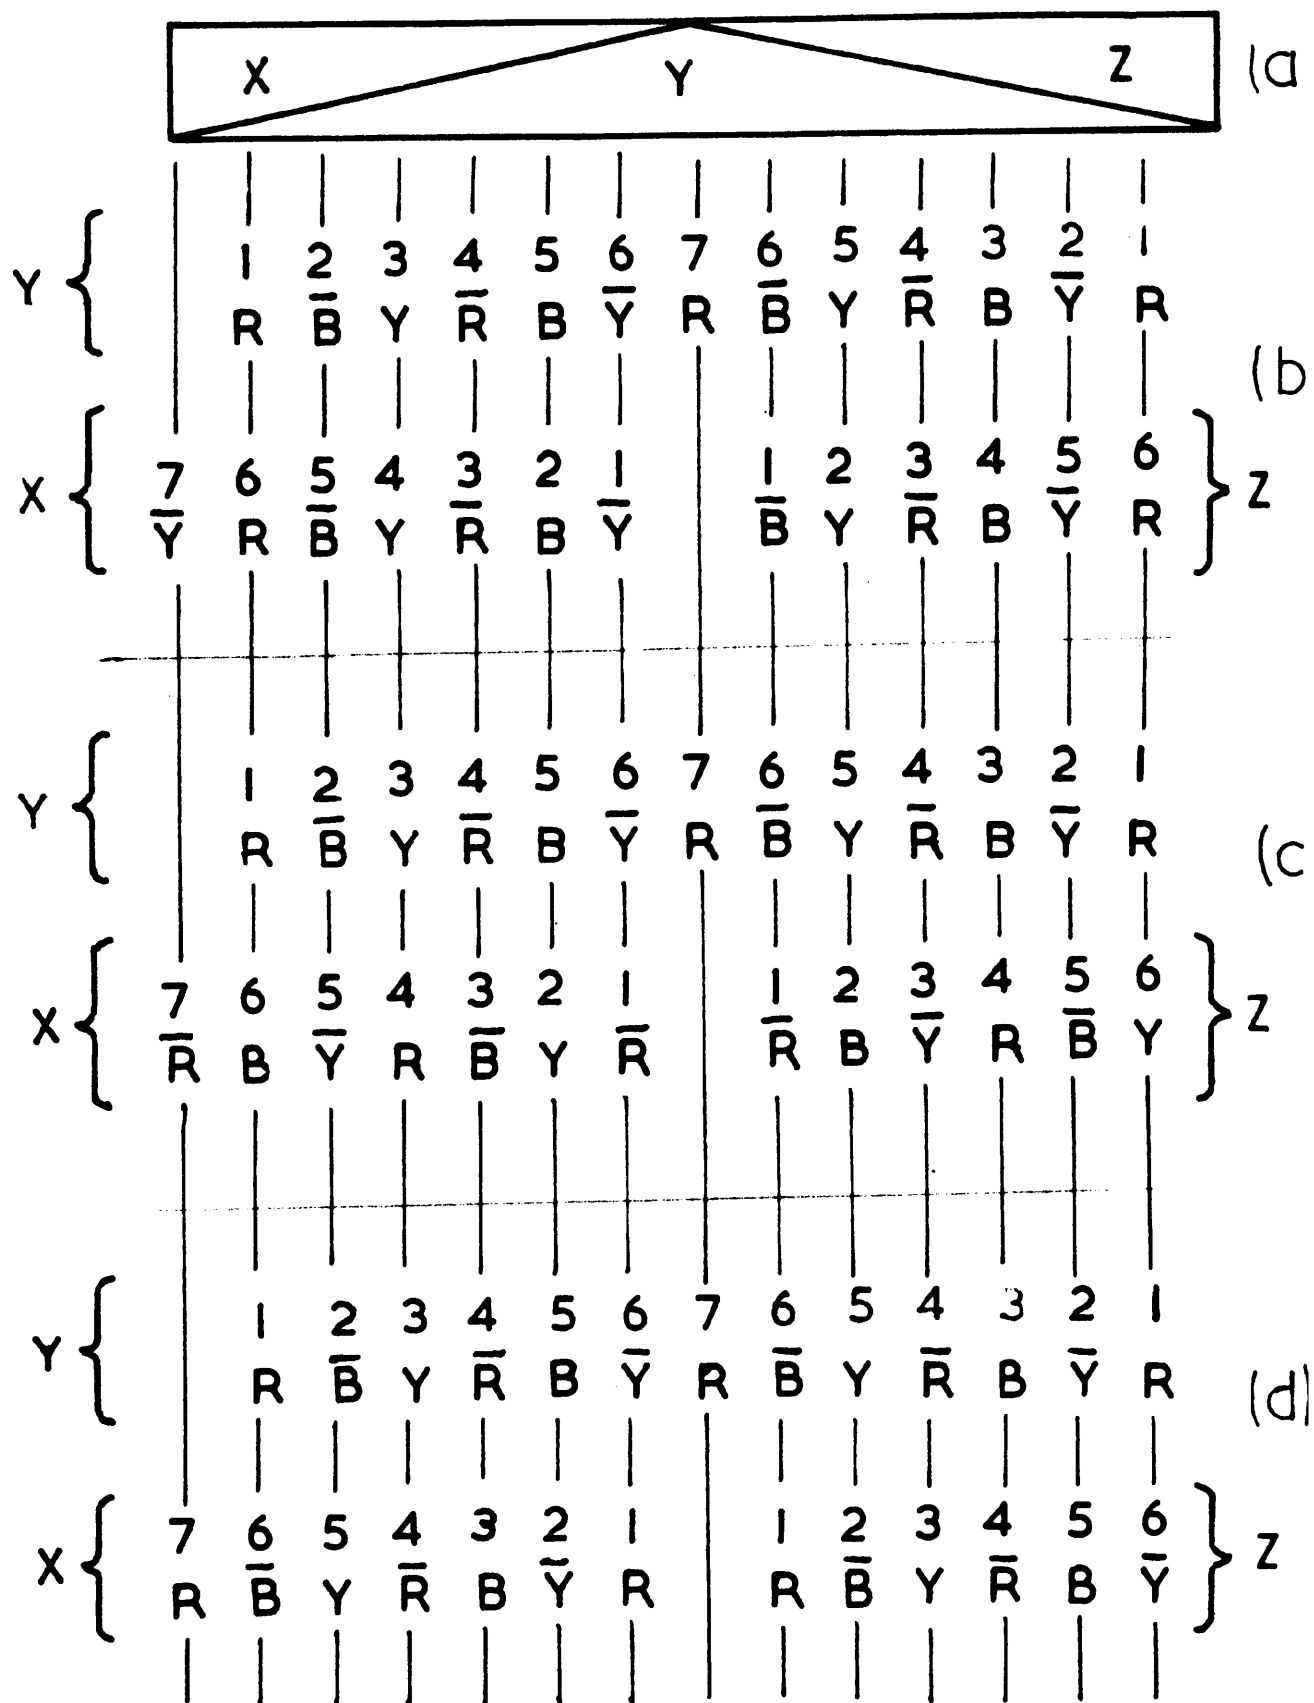 X Y Z (a
1 2 3 4 5 6 7 6 5 4 3 2 1
Y { R B̅ Y R̅ B Y̅ R B̅ Y R̅ B Y̅ R
(b
7 6 5 4 3 2 1 1 2 3 4 5 6
X { Y̅ R B̅ Y R̅ B Y̅ B̅ Y R̅ B Y̅ R } Z
1 2 3 4 5 6 7 6 5 4 3 2 1
Y { R B̅ Y R̅ B Y̅ R B̅ Y R̅ B Y̅ R
(c
7 6 5 4 3 2 1 1 2 3 4 5 6
X { R̅ B Y̅ R B̅ Y R̅ R̅ B Y̅ R B̅ Y } Z
1 2 3 4 5 6 7 6 5 4 3 2 1
Y { R B̅ Y R̅ B Y̅ R B̅ Y R̅ B Y̅ R
(d)
7 6 5 4 3 2 1 1 2 3 4 5 6
X { R B̅ Y R̅ B Y̅ R R B̅ Y R̅ B Y̅ } Z